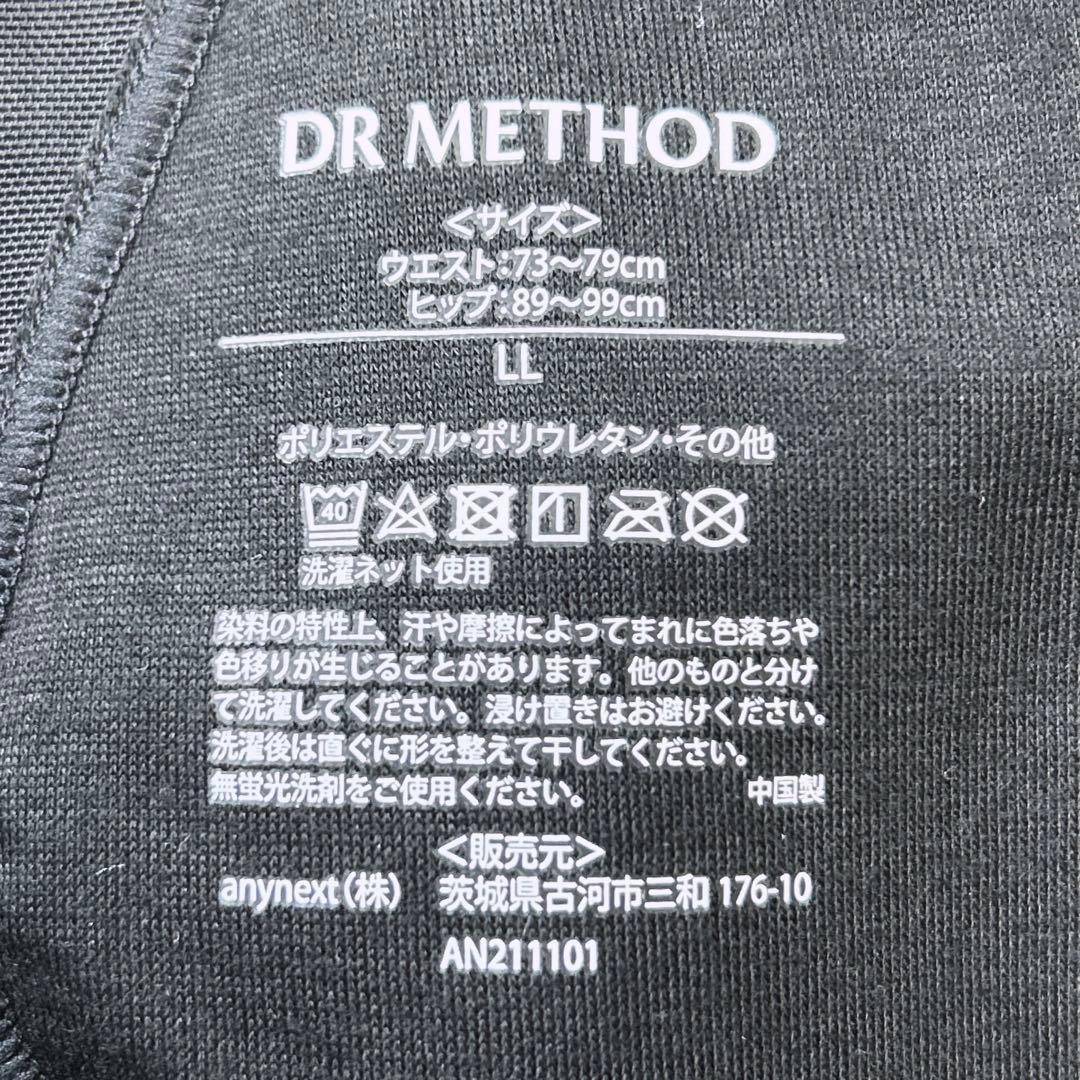 DR METHOD
＜サイズ＞
ウエスト:73〜79cm
ヒップ:89〜99cm
LL
ポリエステル・ポリウレタン・その他
40
洗濯ネット使用
染料の特性上、汗や摩擦によってまれに色落ちや
色移りが生じることがあります。他のものと分け
て洗濯してください。浸け置きはお避けください。
洗濯後は直ぐに形を整えて干してください。
無蛍光洗剤をご使用ください。 中国製
＜販売元＞
anynext(株) 茨城県古河市三和 176-10
AN211101